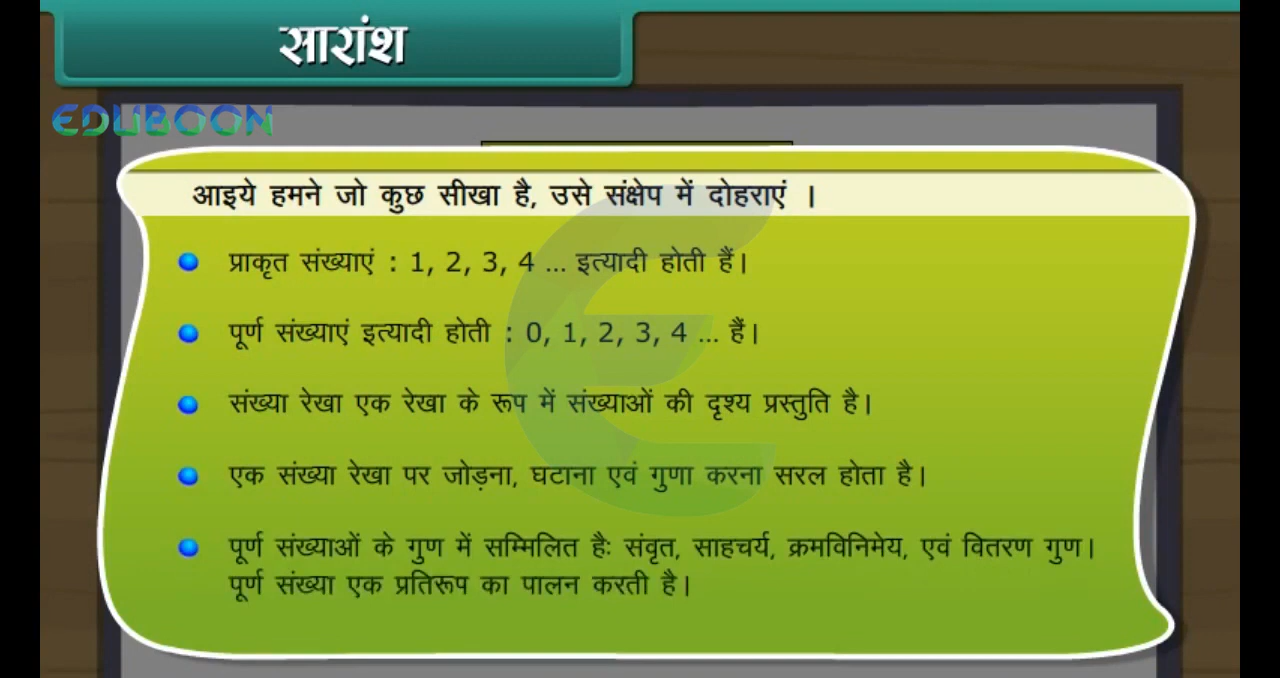 सारांश
EDUBOON
आइये हमने जो कुछ सीखा है, उसे संक्षेप में दोहराएं ।
प्राकृत संख्याएं : 1, 2, 3, 4 ... इत्यादी होती हैं।
पूर्ण संख्याएं इत्यादी होती : 0, 1, 2, 3, 4 ... हैं।
संख्या रेखा एक रेखा के रूप में संख्याओं की दृश्य प्रस्तुति है।
एक संख्या रेखा पर जोड़ना, घटाना एवं गुणा करना सरल होता है।
पूर्ण संख्याओं के गुण में सम्मिलित हैः संवृत, साहचर्य, क्रमविनिमेय, एवं वितरण गुण।
पूर्ण संख्या एक प्रतिरूप का पालन करती है।